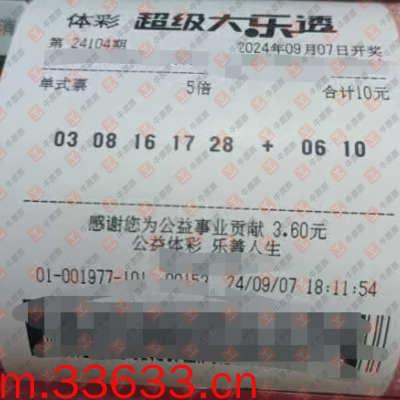 体彩 超级大乐透
第 24104期 2024年09月07日开奖
单式票 5倍 合计10元
03 08 16 17 28 + 06 10
感谢您为公益事业贡献 3.60元
公益体彩 乐善人生
01-001977-101 00153 24/09/07 18:11:54
m.33633.cn